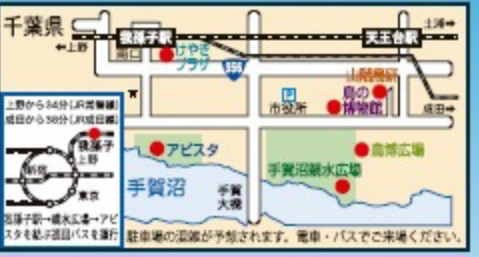 千葉県
土浦→
←上野
我孫子駅
天王台駅
南口
けやき
プラザ
356
山階鳥研
鳥の
博物館
P
市役所
成田→
上野から34分(JR常磐線)
成田から38分(JR成田線)
我孫子
上野
新宿
東京
アビスタ
鳥博広場
手賀沼親水広場
手賀沼
手賀
大橋
我孫子駅→親水広場→アビ
スタを結ぶ巡回バスを運行
駐車場の混雑が予想されます。電車・バスでご来場ください。